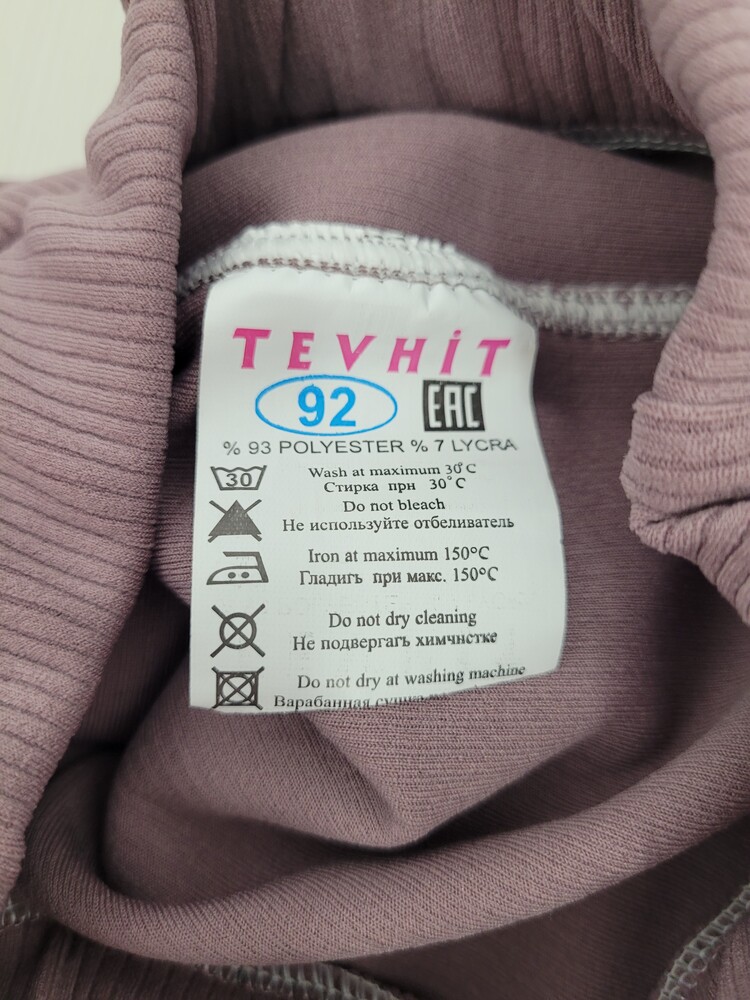 TEVHİT
92 EAC
% 93 POLYESTER % 7 LYCRA
30 Wash at maximum 30°C
Стирка прн 30°C
Do not bleach
Не используйте отбеливатель
Iron at maximum 150°C
Гладигь при макс. 150°C
Do not dry cleaning
Не подвергагь химчнстке
Do not dry at washing machine
Варабанная сушка